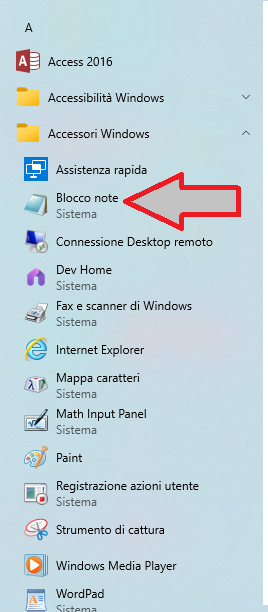 A
Access 2016
Accessibilità Windows
Accessori Windows
Assistenza rapida
Blocco note
Sistema
Connessione Desktop remoto
Dev Home
Sistema
Fax e scanner di Windows
Sistema
Internet Explorer
Mappa caratteri
Sistema
Math Input Panel
Sistema
Paint
Registrazione azioni utente
Sistema
Strumento di cattura
Windows Media Player
WordPad
Sistema